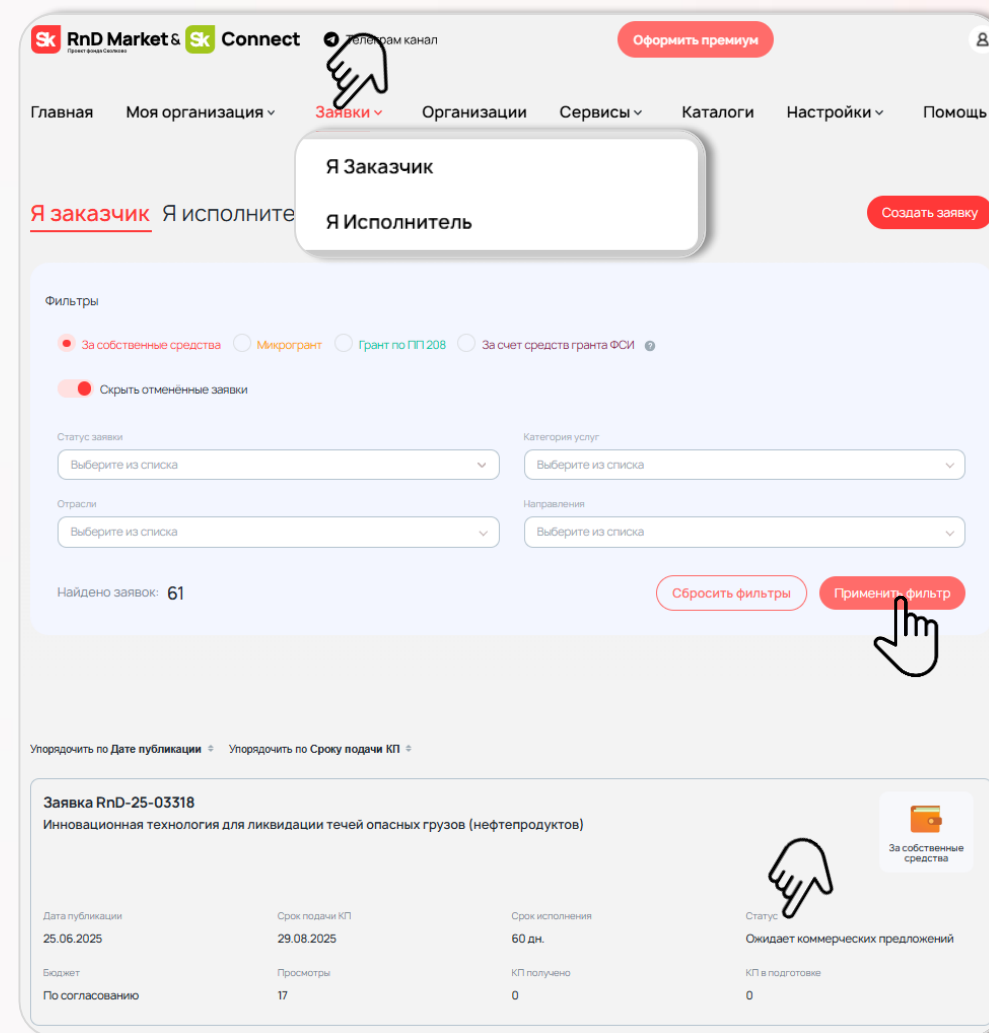 Sk RnD Market & Sk Connect Телеграм канал Оформить премиум
Проект фонда Сколково
Главная Моя организация Заявки Организации Сервисы Каталоги Настройки Помощь
Я Заказчик
Я Исполнитель
Я заказчик Я исполните Создать заявку
Фильтры
За собственные средства Микрогрант Грант по ПП 208 За счет средств гранта ФСИ ?
Скрыть отменённые заявки
Статус заявки Категория услуг
Выберите из списка Выберите из списка
Отрасли Направления
Выберите из списка Выберите из списка
Найдено заявок: 61 Сбросить фильтры Применить фильтр
Упорядочить по Дате публикации Упорядочить по Сроку подачи КП
Заявка RnD-25-03318
Инновационная технология для ликвидации течей опасных грузов (нефтепродуктов)
За собственные
средства
Дата публикации Срок подачи КП Срок исполнения Статус
25.06.2025 29.08.2025 60 дн. Ожидает коммерческих предложений
Бюджет Просмотры КП получено КП в подготовке
По согласованию 17 0 0